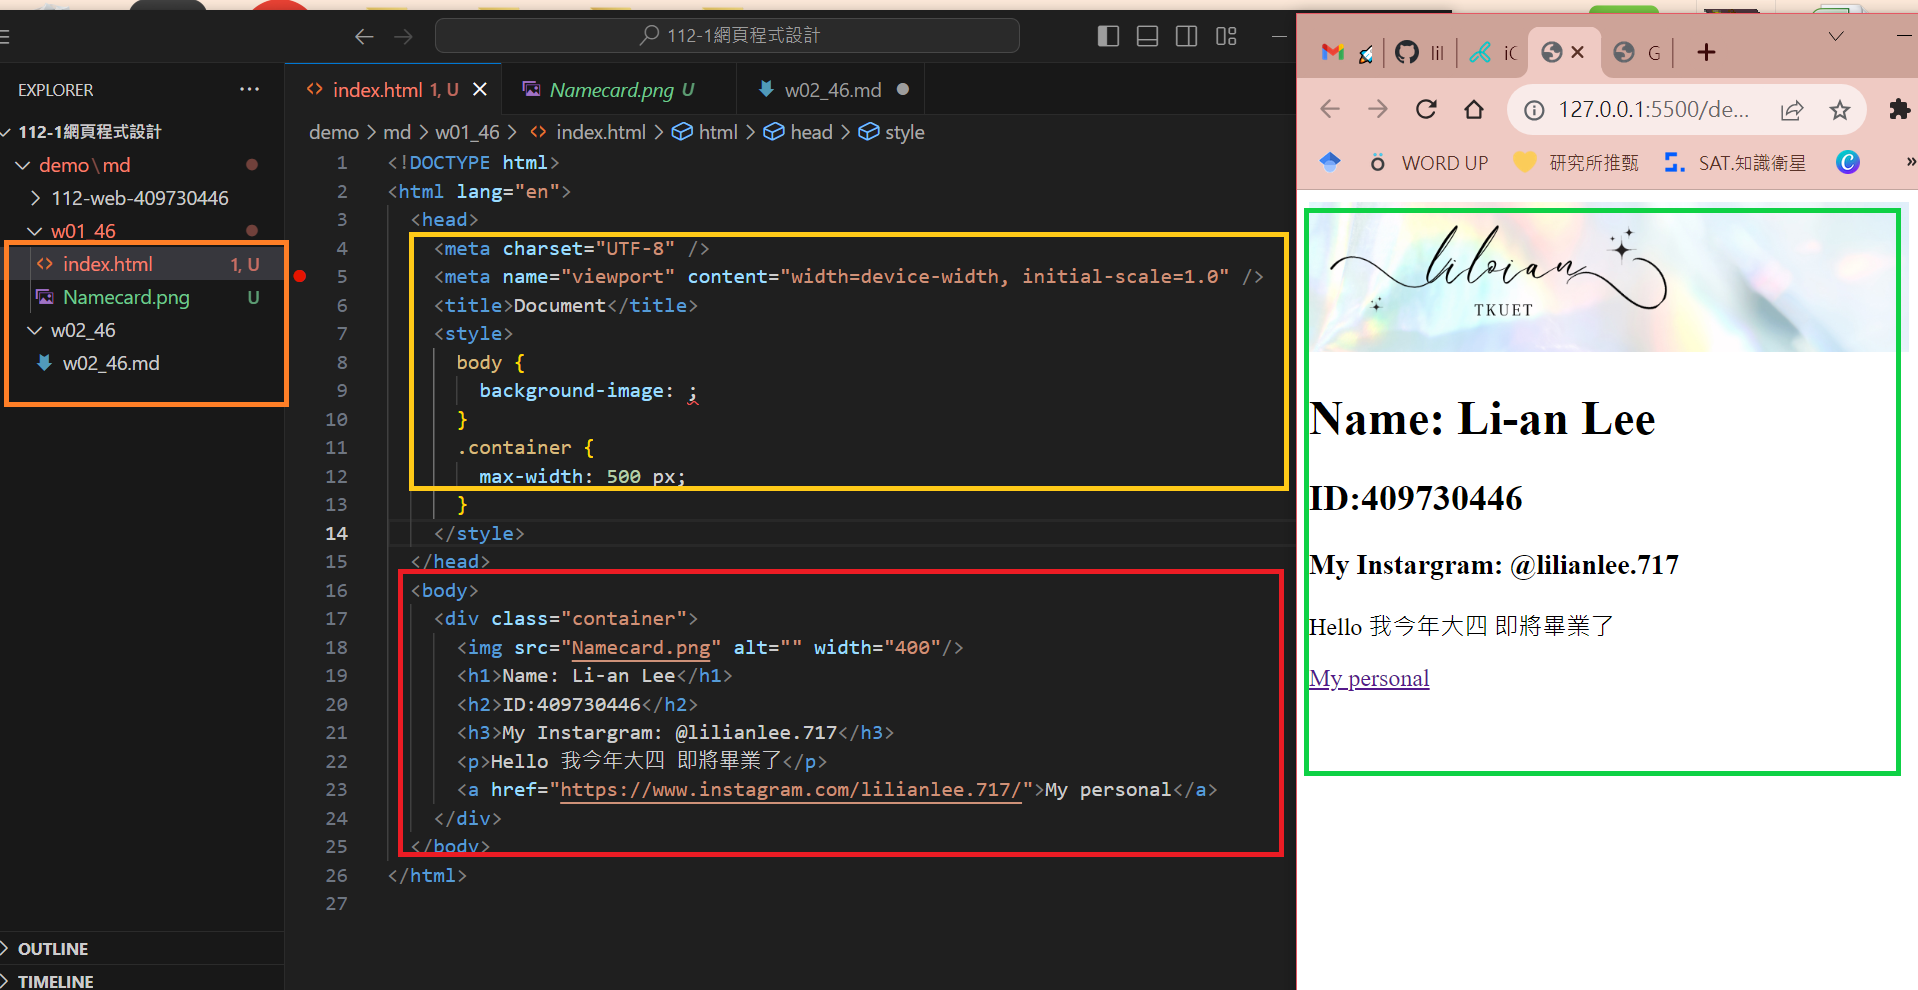 112-1網頁程式設計
EXPLORER
112-1網頁程式設計
demo\md
112-web-409730446
w01_46
index.html 1, U
Namecard.png U
w02_46
w02_46.md
OUTLINE
TIMELINE
index.html 1, U
Namecard.png U
w02_46.md
demo > md > w01_46 > index.html > html > head > style
1 <!DOCTYPE html>
2 <html lang="en">
3 <head>
4 <meta charset="UTF-8" />
5 <meta name="viewport" content="width=device-width, initial-scale=1.0" />
6 <title>Document</title>
7 <style>
8 body {
9 background-image: ;
10 }
11 .container {
12 max-width: 500 px;
13 }
14 </style>
15 </head>
16 <body>
17 <div class="container">
18 <img src="Namecard.png" alt="" width="400"/>
19 <h1>Name: Li-an Lee</h1>
20 <h2>ID:409730446</h2>
21 <h3>My Instargram: @lilianlee.717</h3>
22 <p>Hello 我今年大四 即將畢業了</p>
23 <a href="https://www.instagram.com/lilianlee.717/">My personal</a>
24 </div>
25 </body>
26 </html>
27
lil
G
127.0.0.1:5500/de...
WORD UP
研究所推甄
SAT.知識衛星
»
TKUET
Name: Li-an Lee
ID:409730446
My Instargram: @lilianlee.717
Hello 我今年大四 即將畢業了
My personal